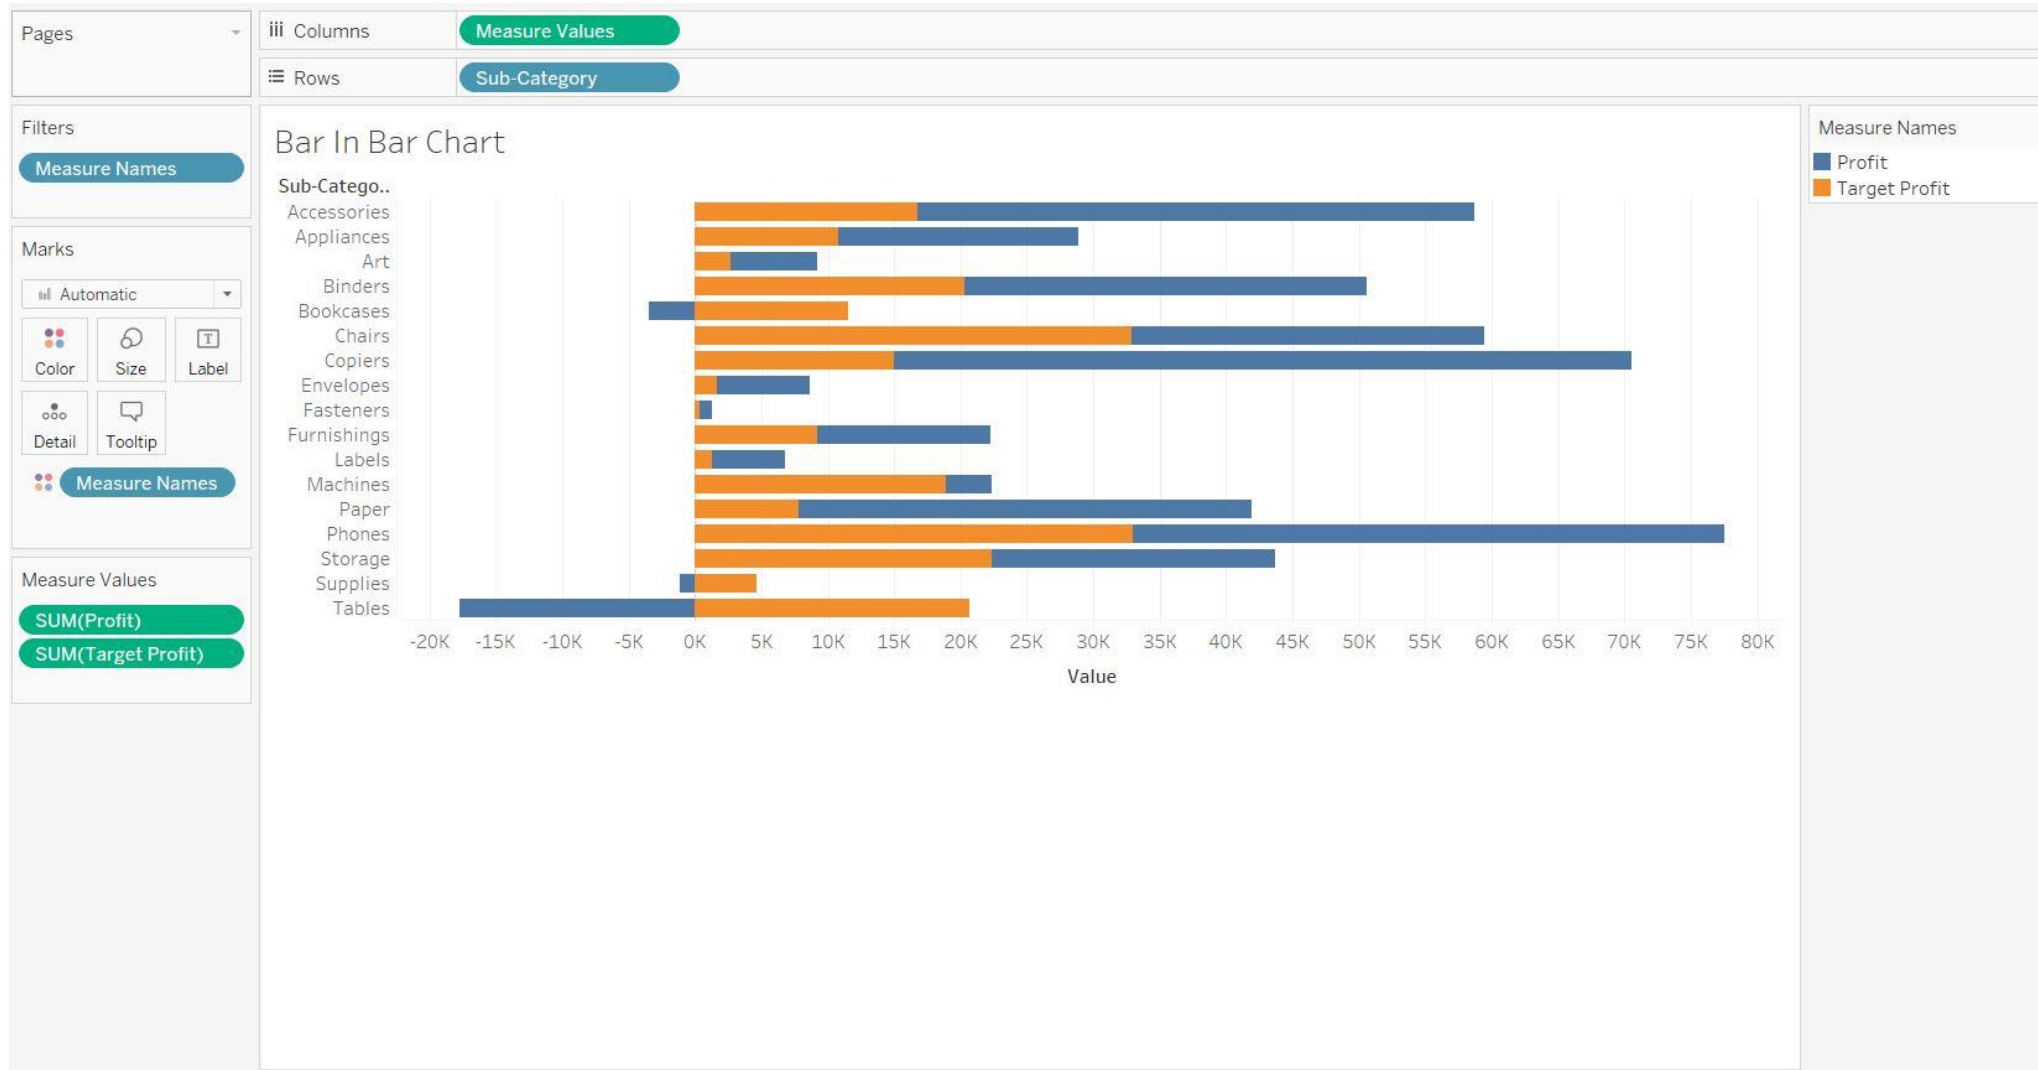 Pages
Columns
Measure Values
Rows
Sub-Category
Filters
Measure Names
Marks
Automatic
Color
Size
Label
Detail
Tooltip
Measure Names
Measure Values
SUM(Profit)
SUM(Target Profit)
Bar In Bar Chart
Sub-Catego..
Accessories
Appliances
Art
Binders
Bookcases
Chairs
Copiers
Envelopes
Fasteners
Furnishings
Labels
Machines
Paper
Phones
Storage
Supplies
Tables
-20K -15K -10K -5K 0K 5K 10K 15K 20K 25K 30K 35K 40K 45K 50K 55K 60K 65K 70K 75K 80K
Value
Measure Names
Profit
Target Profit